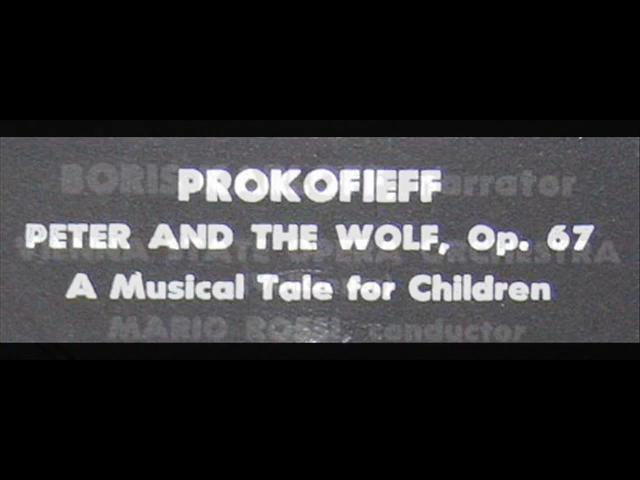 BORIS narrator
PROKOFIEFF
PETER AND THE WOLF, Op. 67
VIENNA STATE OPERA ORCHESTRA
A Musical Tale for Children
MARIO ROSSI, conductor